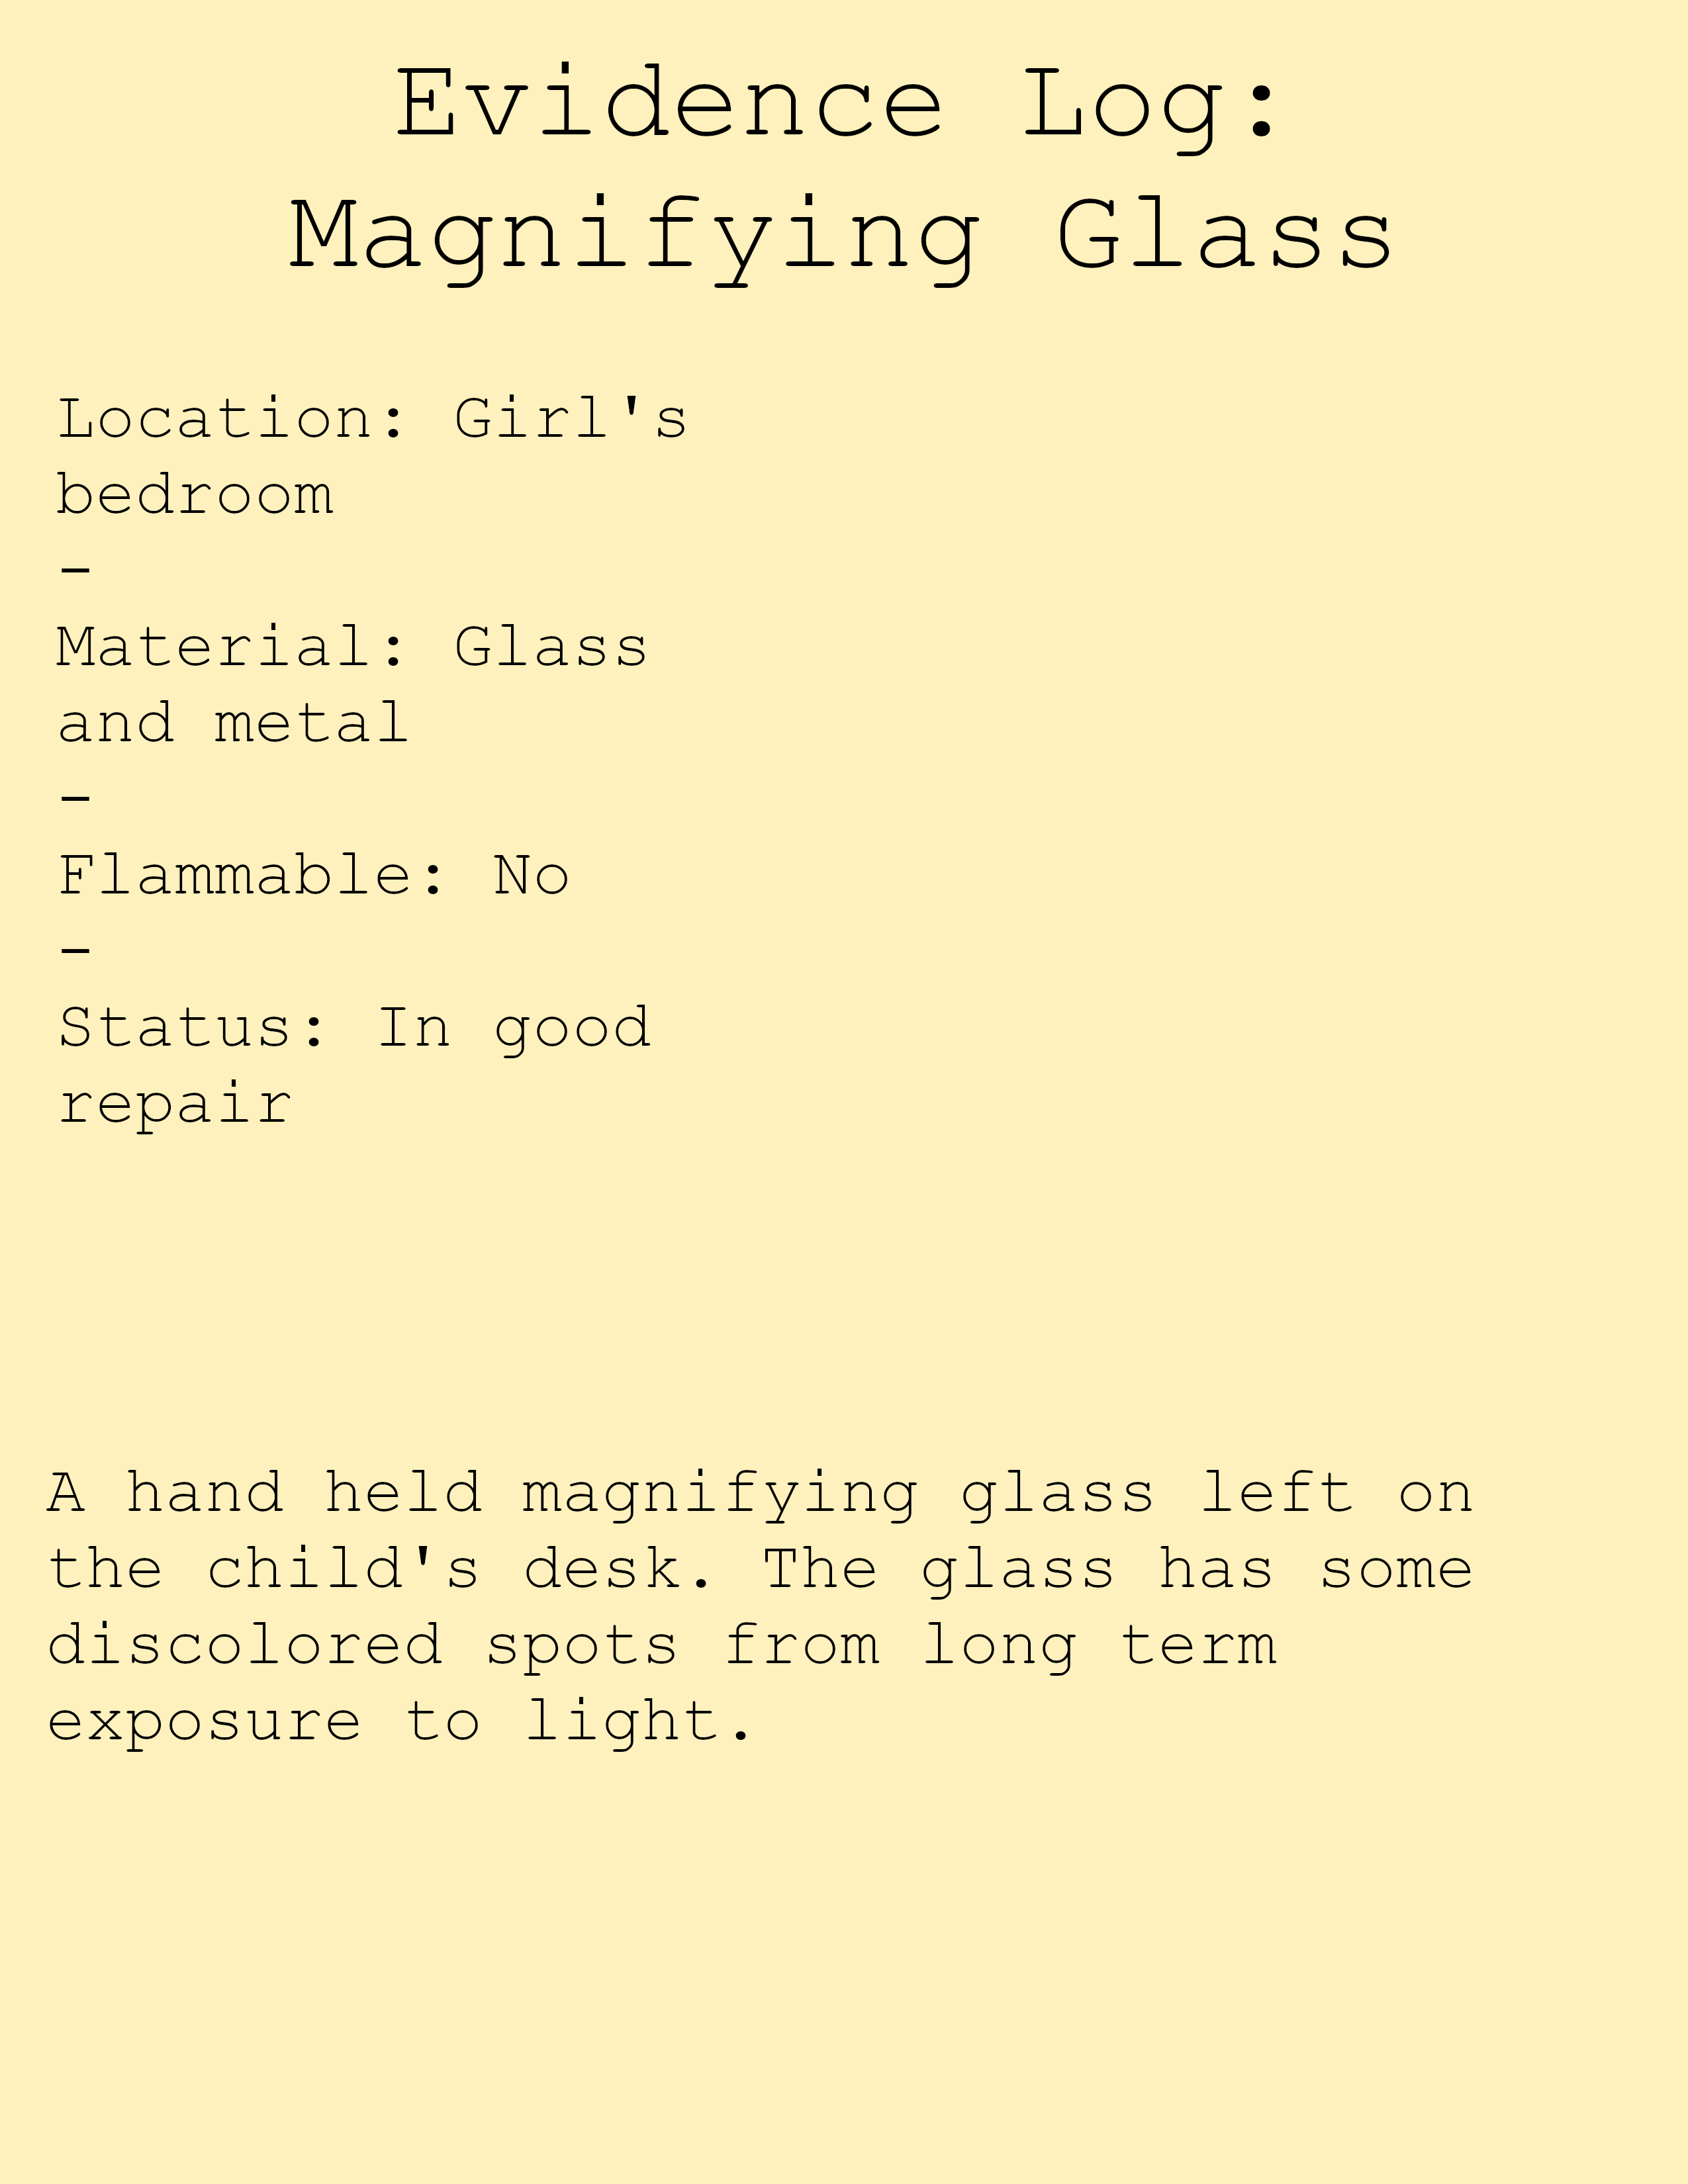 Evidence Log:
Magnifying Glass
Location: Girl's
bedroom
-
Material: Glass
and metal
-
Flammable: No
-
Status: In good
repair
A hand held magnifying glass left on
the child's desk. The glass has some
discolored spots from long term
exposure to light.